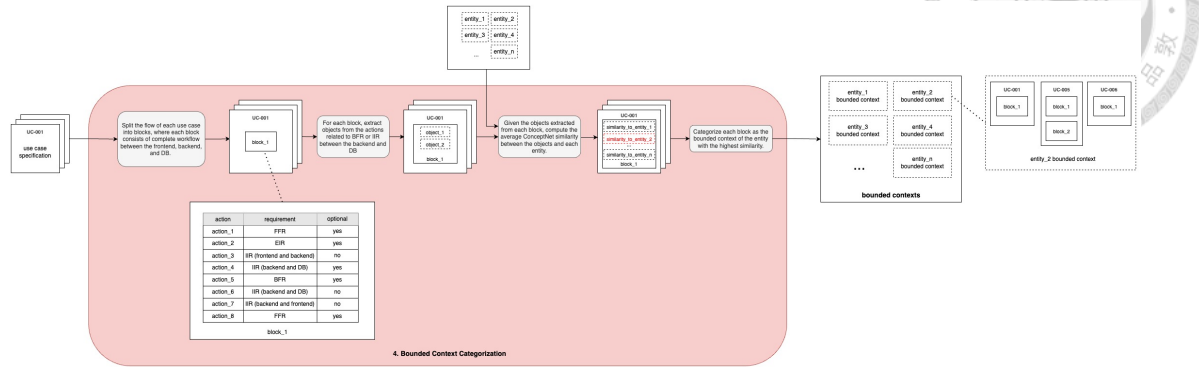 entity_1 entity_2
entity_3 entity_4
... entity_n
UC-001
use case
specification
Split the flow of each use case
into blocks, where each block
consists of complete workflow
between the frontend, backend,
and DB.
UC-001
block_1
For each block, extract
objects from the actions
related to BFR or IIR
between the backend and
DB
UC-001
object_1
object_2
block_1
Given the objects extracted
from each block, compute the
average ConceptNet similarity
between the objects and each
entity.
UC-001
similarity_to_entity_1
similarity_to_entity_2
...
similarity_to_entity_n
block_1
Categorize each block as the
bounded context of the entity
with the highest similarity.
entity_1
bounded context
entity_2
bounded context
entity_3
bounded context
entity_4
bounded context
...
entity_n
bounded context
bounded contexts
UC-001 UC-005 UC-006
block_1 block_1 block_1
block_2
entity_2 bounded context
action requirement optional
action_1 FFR yes
action_2 EIR yes
action_3 IIR (frontend and backend) no
action_4 IIR (backend and DB) yes
action_5 BFR yes
action_6 IIR (backend and DB) no
action_7 IIR (backend and frontend) no
action_8 FFR yes
block_1
4. Bounded Context Categorization